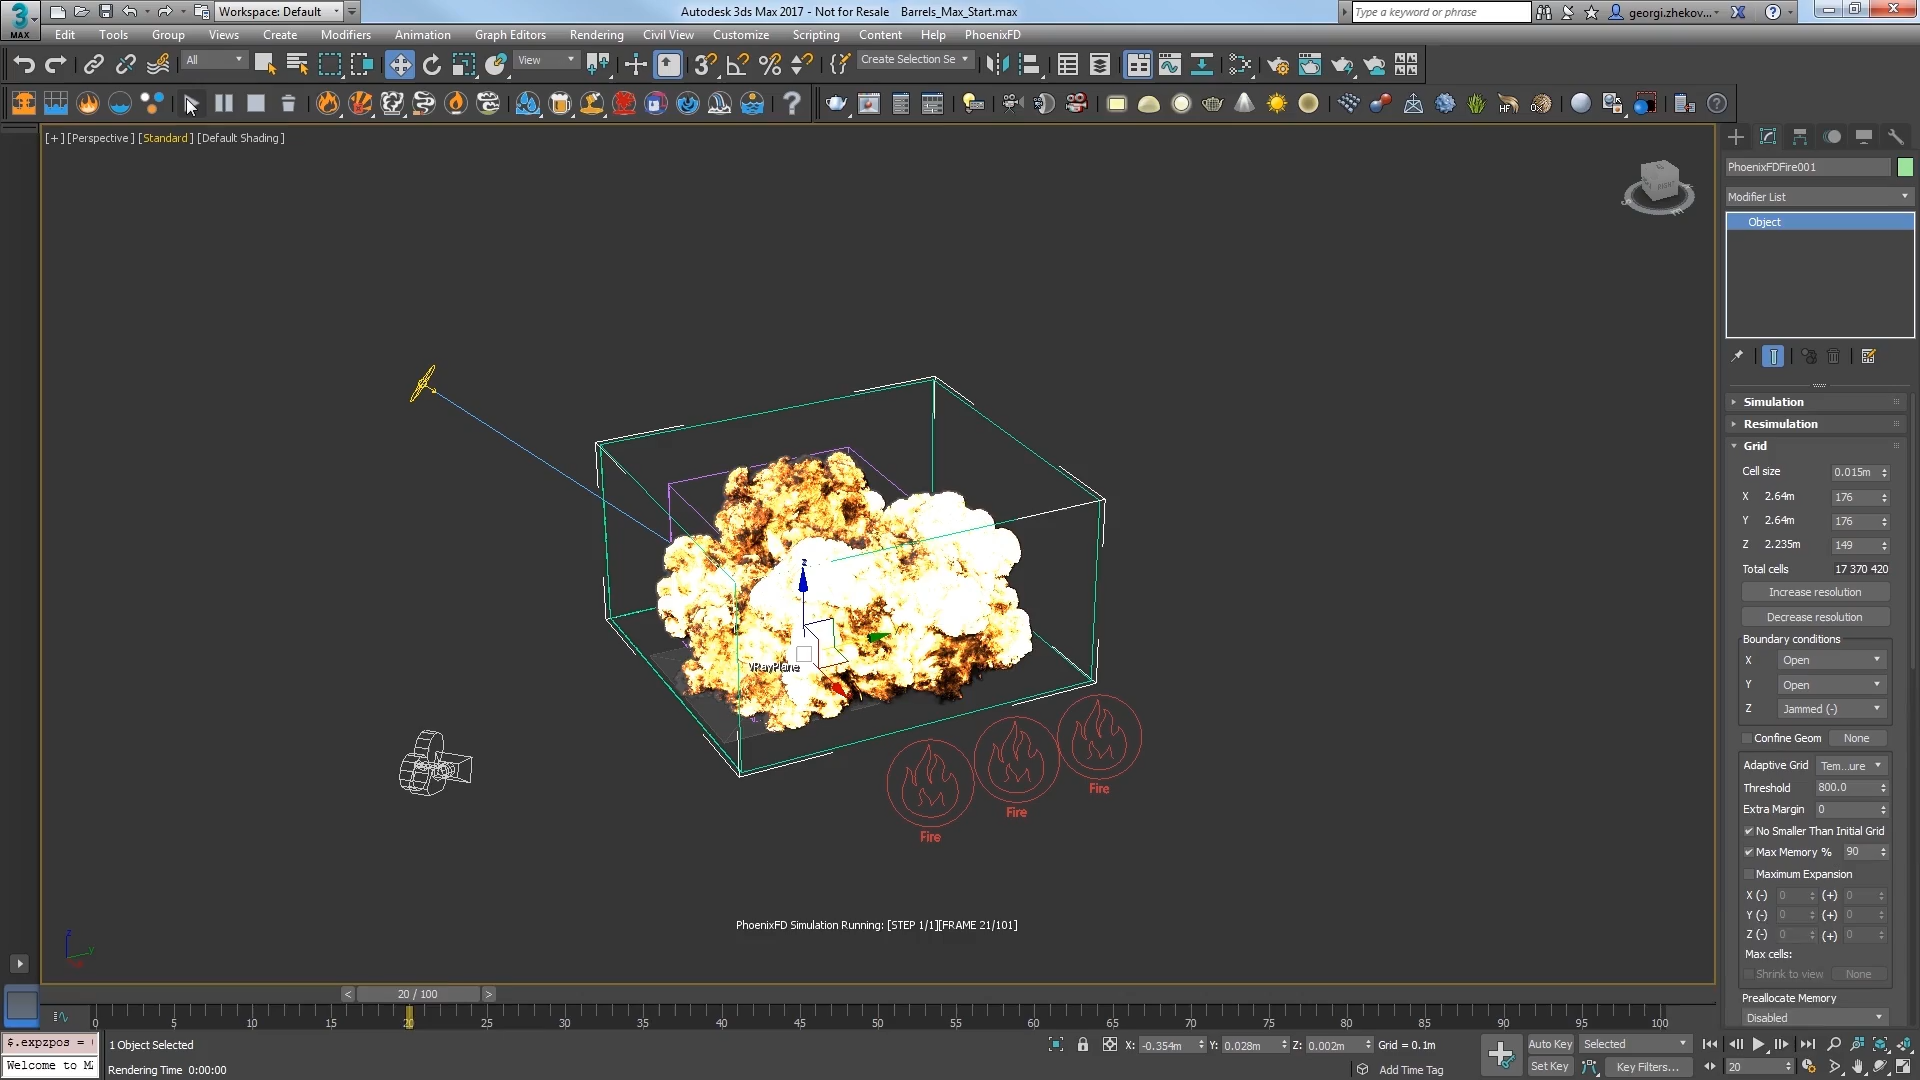 Workspace: Default
Autodesk 3ds Max 2017 - Not for Resale    Barrels_Max_Start.max
Type a keyword or phrase
georgi.zhekov...
MAX
Edit Tools Group Views Create Modifiers Animation Graph Editors Rendering Civil View Customize Scripting Content Help PhoenixFD
All
View
Create Selection Se
[+] [Perspective ] [Standard ] [Default Shading ]
RIGHT
PhoenixFDFire001
Modifier List
Object
Simulation
Resimulation
Grid
Cell size 0.015m
X 2.64m 176
Y 2.64m 176
Z 2.235m 149
Total cells 17 370 420
Increase resolution
Decrease resolution
Boundary conditions
X Open
Y Open
Z Jammed (-)
Confine Geom None
Adaptive Grid Tem...ure
Threshold 800.0
Extra Margin 0
No Smaller Than Initial Grid
Max Memory % 90
Maximum Expansion
X (-) 0 (+) 0
Y (-) 0 (+) 0
Z (-) 0 (+) 0
Max cells:
Shrink to view None
Preallocate Memory
Disabled
z
VRayPlane
Fire
Fire
Fire
PhoenixFD Simulation Running: [STEP 1/1][FRAME 21/101]
z
y
< 20 / 100 >
0 5 10 15 20 25 30 35 40 45 50 55 60 65 70 75 80 85 90 95 100
$.expzpos = (
Welcome to MA
1 Object Selected
Rendering Time 0:00:00
X: -0.354m Y: 0.028m Z: 0.002m Grid = 0.1m
Add Time Tag
Auto Key Selected
Set Key Key Filters...
20